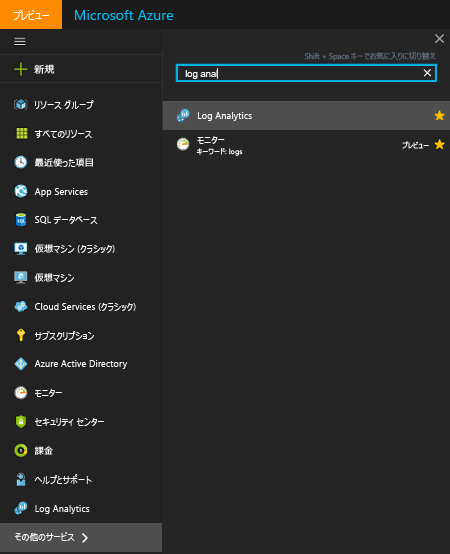 プレビュー
Microsoft Azure
新規
リソース グループ
すべてのリソース
最近使った項目
App Services
SQL データベース
仮想マシン (クラシック)
仮想マシン
Cloud Services (クラシック)
サブスクリプション
Azure Active Directory
モニター
セキュリティ センター
課金
ヘルプとサポート
Log Analytics
その他のサービス
Shift + Space キーでお気に入りに切り替え
log ana
Log Analytics
モニター
キーワード: logs
プレビュー